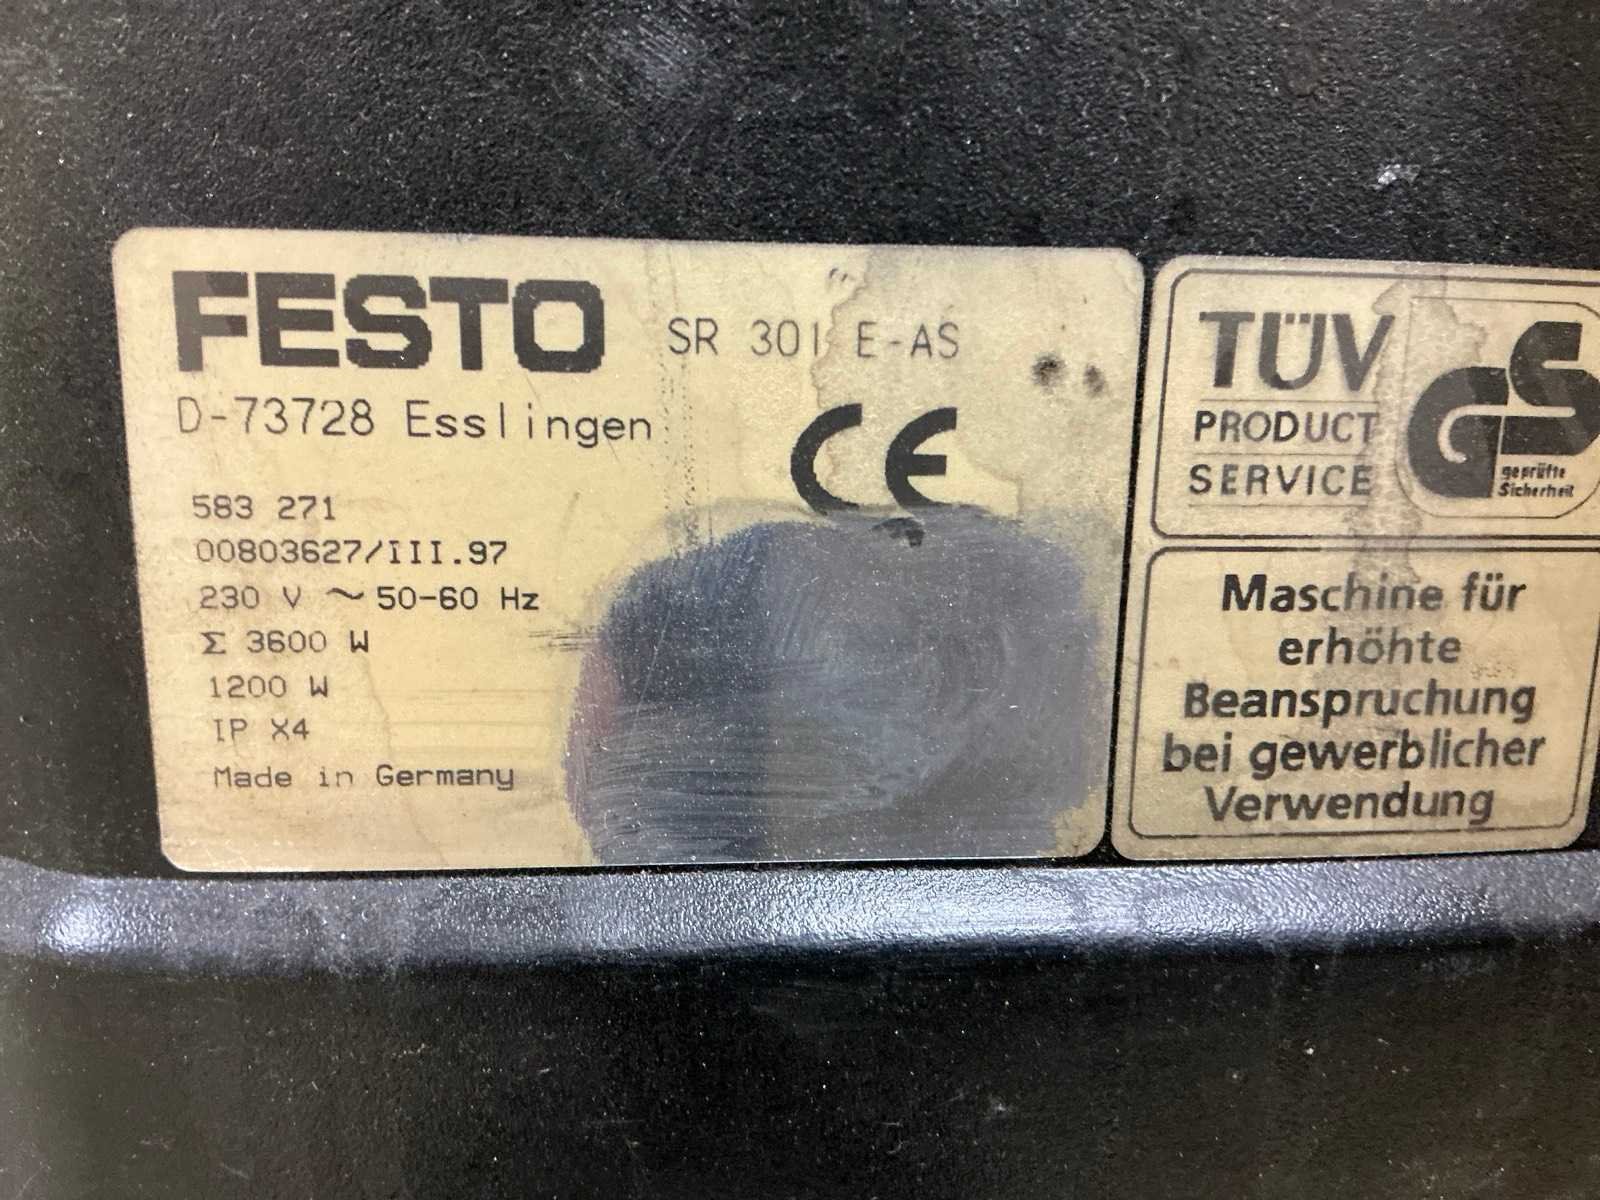 FESTO SR 301 E-AS
D-73728 Esslingen
CE
583 271
00803627/III.97
230 V ~ 50-60 Hz
Σ 3600 W
1200 W
IP X4
Made in Germany
TÜV
PRODUCT
SERVICE
GS
geprüfte
Sicherheit
Maschine für
erhöhte
Beanspruchung
bei gewerblicher
Verwendung